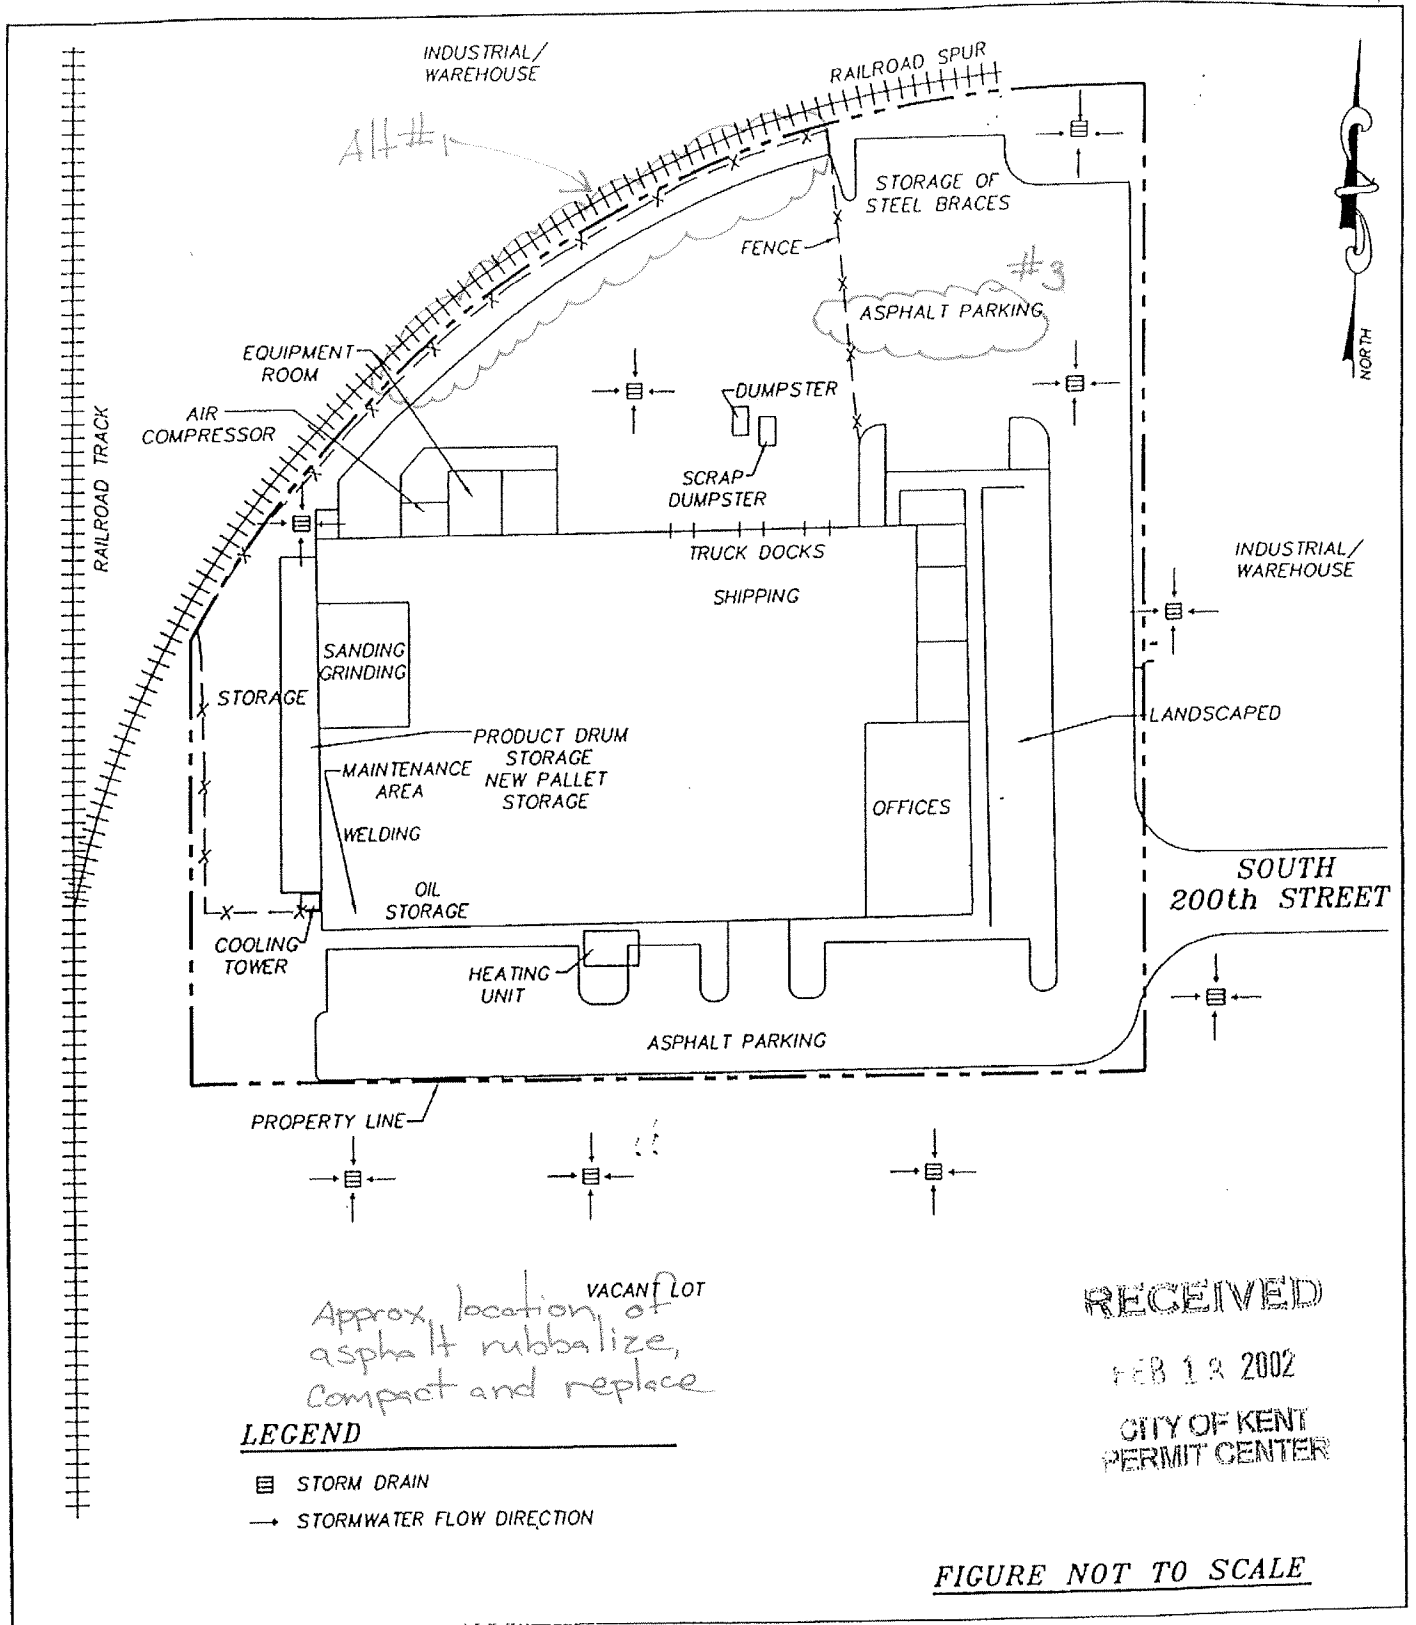 INDUSTRIAL/
WAREHOUSE
RAILROAD SPUR
Alt #1
STORAGE OF
STEEL BRACES
FENCE
#3
ASPHALT PARKING
NORTH
EQUIPMENT
ROOM
AIR
COMPRESSOR
DUMPSTER
SCRAP
DUMPSTER
RAILROAD TRACK
TRUCK DOCKS
SHIPPING
INDUSTRIAL/
WAREHOUSE
SANDING
GRINDING
STORAGE
LANDSCAPED
PRODUCT DRUM
STORAGE
NEW PALLET
STORAGE
MAINTENANCE
AREA
OFFICES
WELDING
OIL
STORAGE
SOUTH
200th STREET
COOLING
TOWER
HEATING
UNIT
ASPHALT PARKING
PROPERTY LINE
VACANT LOT
Approx location of
asphalt rubbalize,
compact and replace
RECEIVED
FEB 18 2002
CITY OF KENT
PERMIT CENTER
LEGEND
STORM DRAIN
STORMWATER FLOW DIRECTION
FIGURE NOT TO SCALE